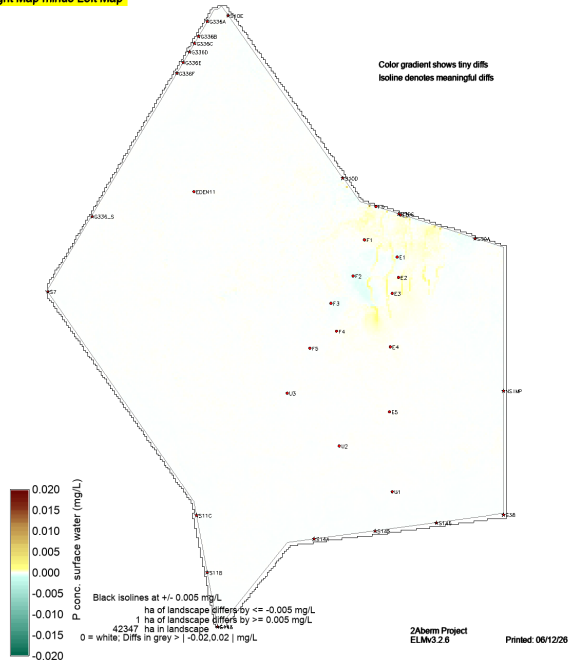 ght Map minus Left Map
S10E
G336A
G336B
G336C
G336D
G336E
G336F
Color gradient shows tiny diffs
Isoline denotes meaningful diffs
S10D
EDEN11
G336_S
S10A
F1
E1
F2
E2
E3
S7
F3
F4
F5
E4
U3
NS1MP
E5
U2
U1
S11C
S38
S14B
S14A
S11B
0.020
0.015
0.010
0.005
0.000
-0.005
-0.010
-0.015
-0.020
P conc. surface water (mg/L)
Black isolines at +/- 0.005 mg/L
ha of landscape differs by <= -0.005 mg/L
1 ha of landscape differs by >= 0.005 mg/L
42347 ha in landscape
0 = white; Diffs in grey > | -0.02,0.02 | mg/L
2Aberm Project
ELMv3.2.6
Printed: 06/12/26